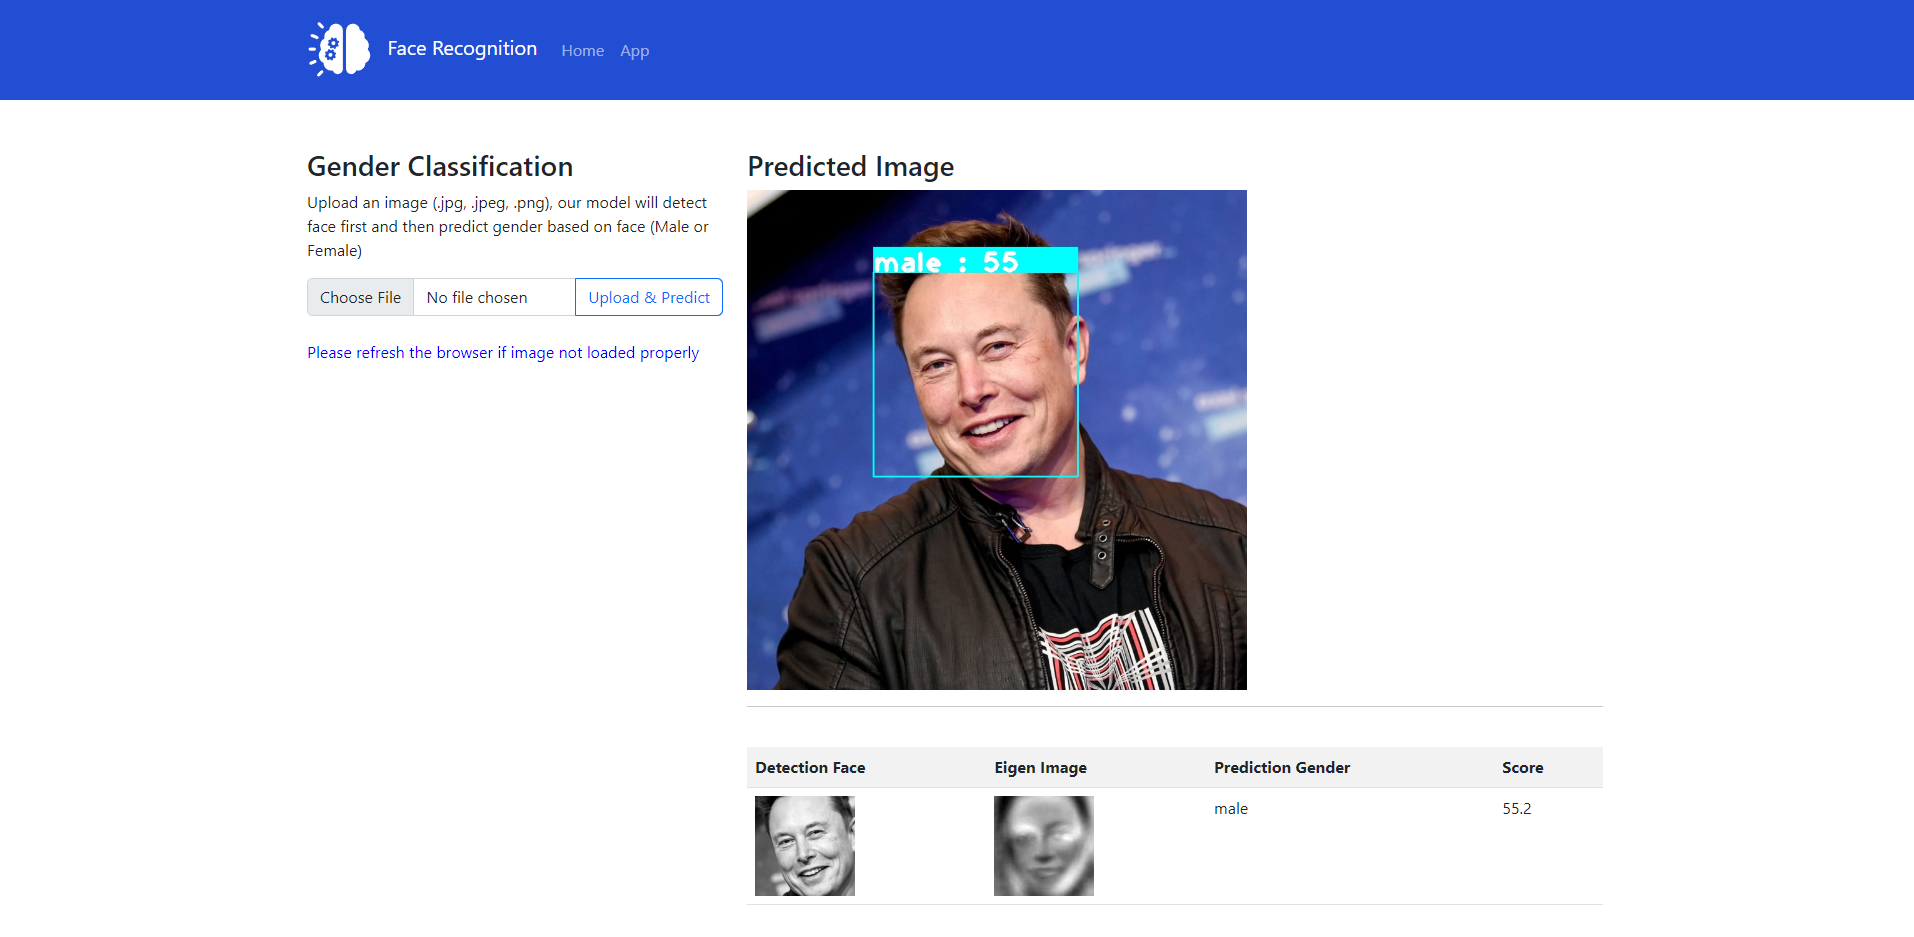 Face Recognition
Home
App
Gender Classification
Upload an image (.jpg, .jpeg, .png), our model will detect
face first and then predict gender based on face (Male or
Female)
Choose File
No file chosen
Upload & Predict
Please refresh the browser if image not loaded properly
Predicted Image
male : 55
Detection Face
Eigen Image
Prediction Gender
Score
male
55.2